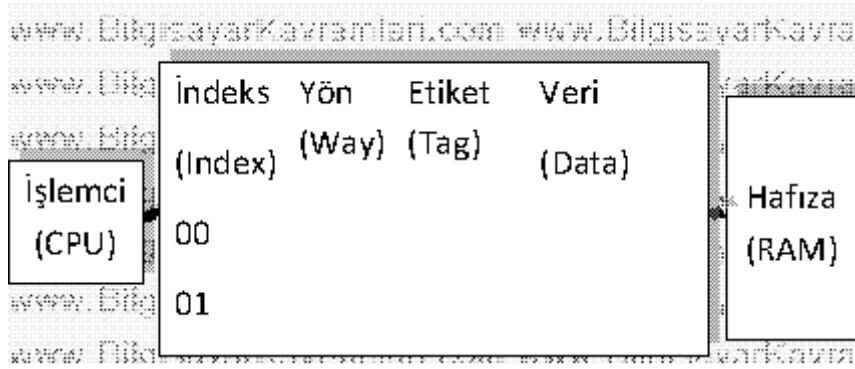 www.BilgisayarKavramlari.com www.BilgisayarKavra
İndeks Yön Etiket Veri
(Index) (Way) (Tag) (Data)
İşlemci
(CPU)
00
01
Hafıza
(RAM)